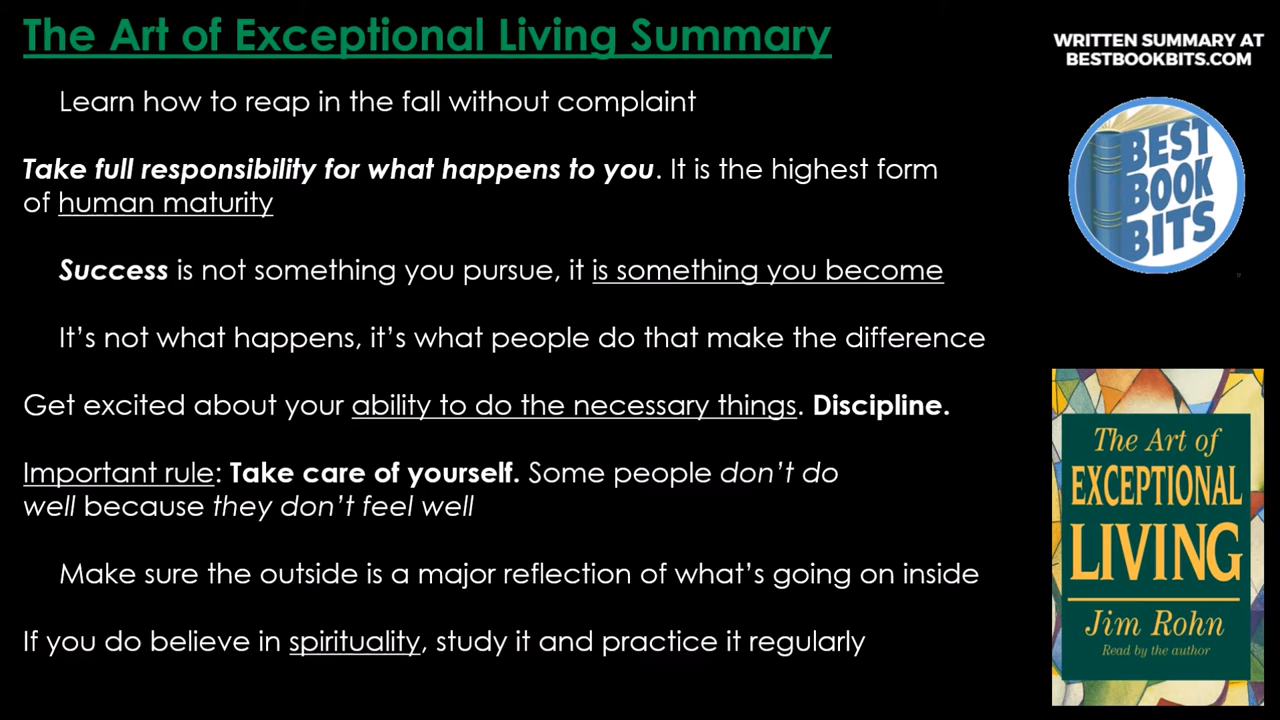 The Art of Exceptional Living Summary
WRITTEN SUMMARY AT
BESTBOOKBITS.COM
Learn how to reap in the fall without complaint
Take full responsibility for what happens to you. It is the highest form
of human maturity
Success is not something you pursue, it is something you become
It's not what happens, it's what people do that make the difference
Get excited about your ability to do the necessary things. Discipline.
Important rule: Take care of yourself. Some people don't do
well because they don't feel well
Make sure the outside is a major reflection of what's going on inside
If you do believe in spirituality, study it and practice it regularly
BEST
BOOK
BITS
The Art of
EXCEPTIONAL
LIVING
Jim Rohn
Read by the author